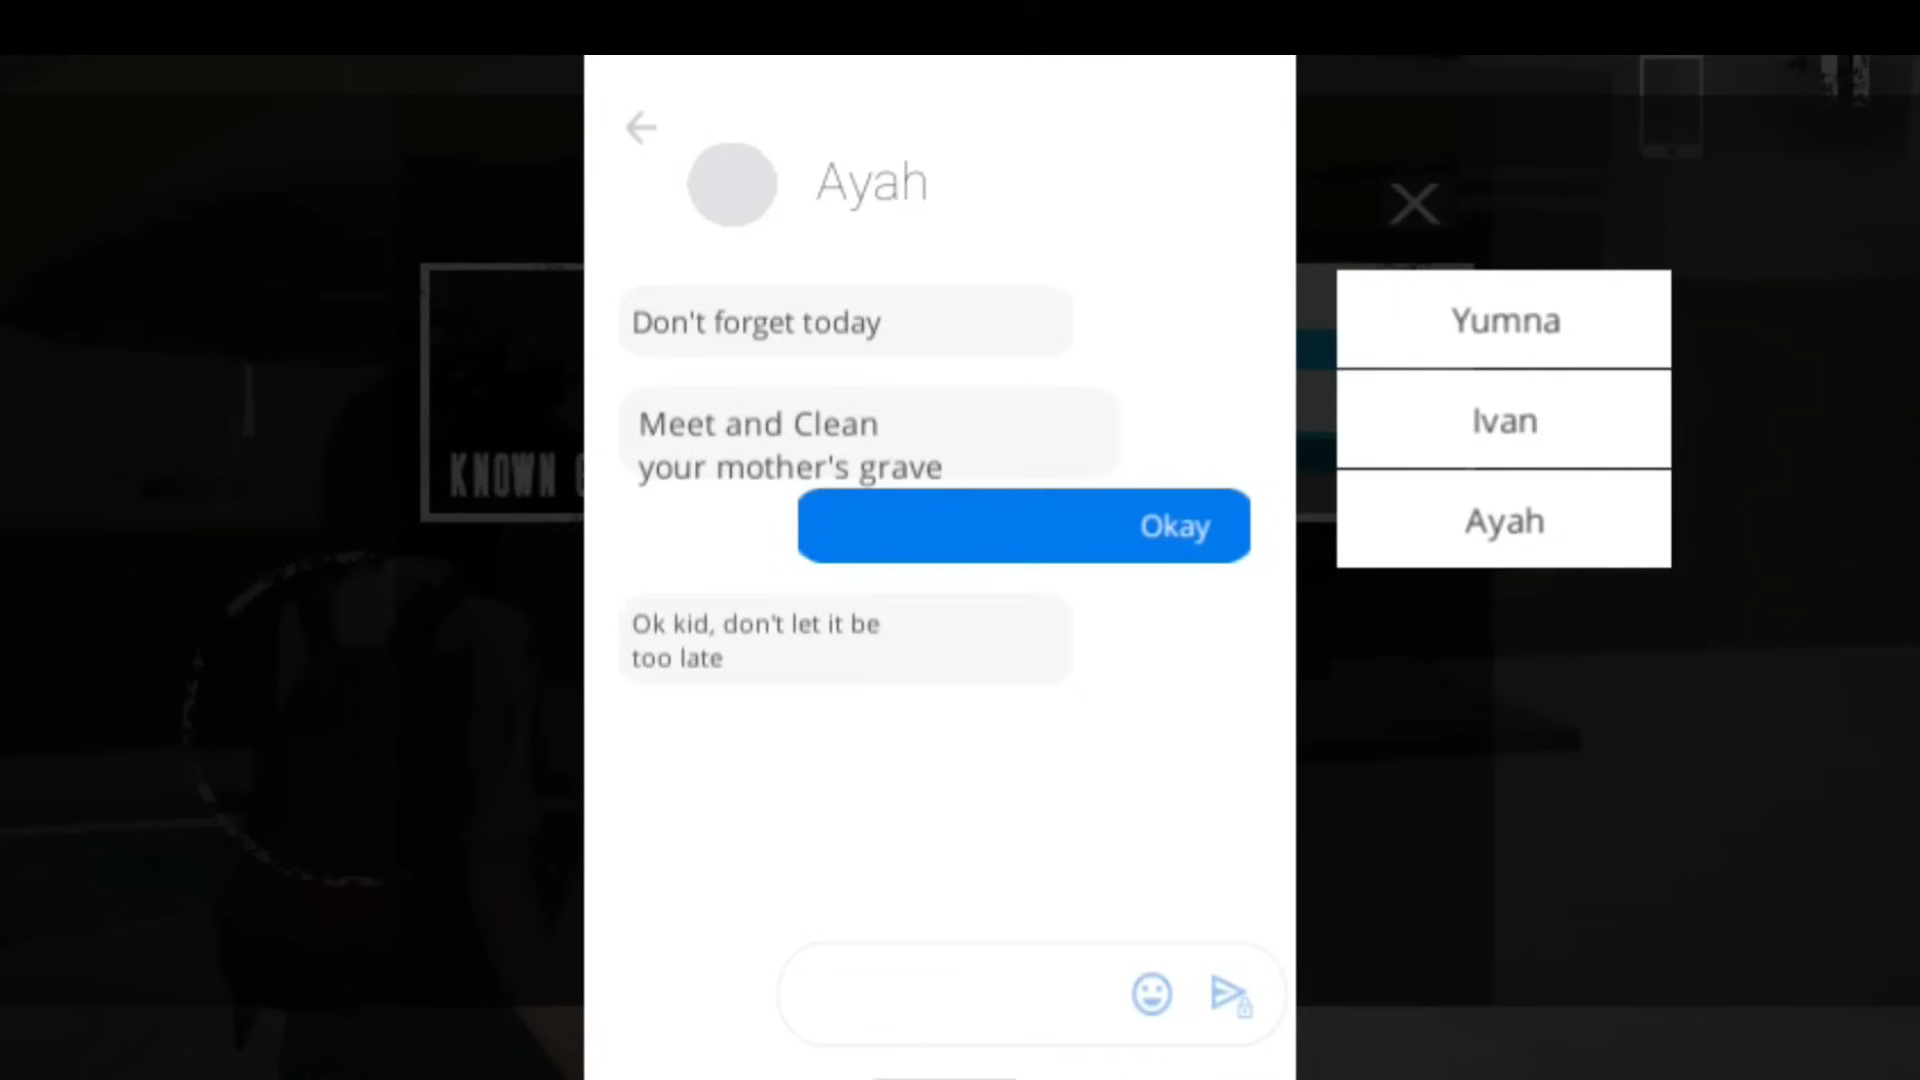 Ayah
Don't forget today
Meet and Clean
your mother's grave
Okay
Ok kid, don't let it be
too late
Yumna
Ivan
Ayah
KNOWN